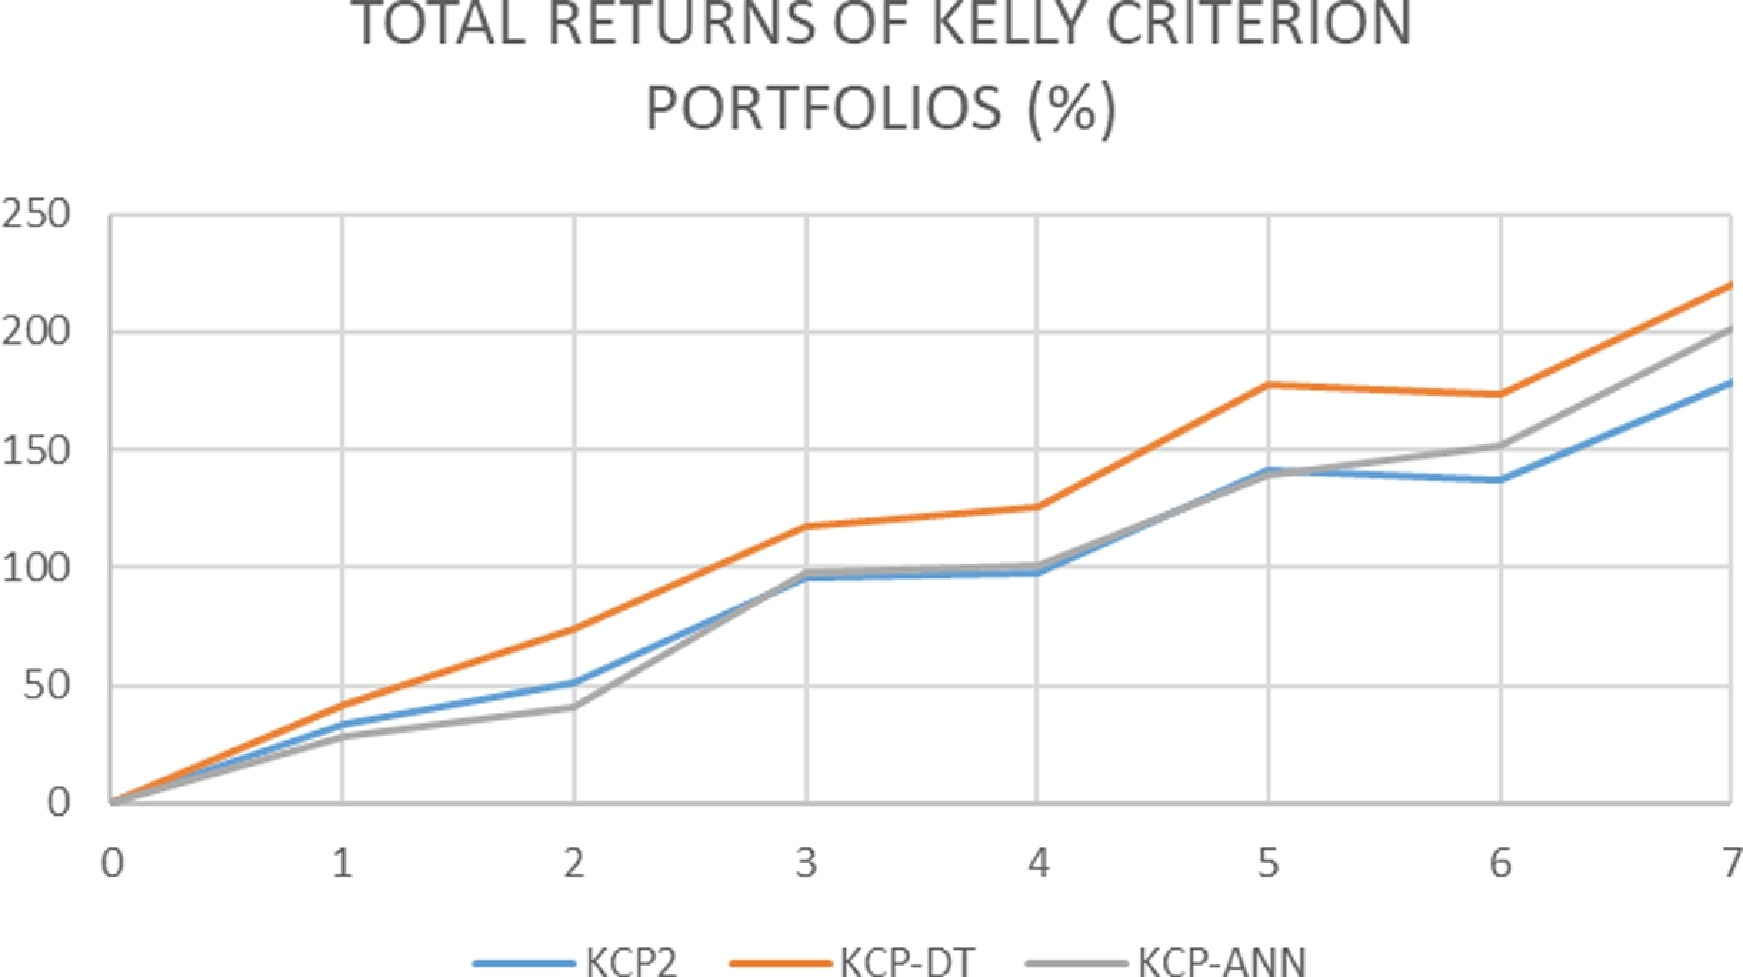 TOTAL RETURNS OF KELLY CRITERION
PORTFOLIOS (%)
250
200
150
100
50
0
0 1 2 3 4 5 6 7
KCP2 KCP-DT KCP-ANN